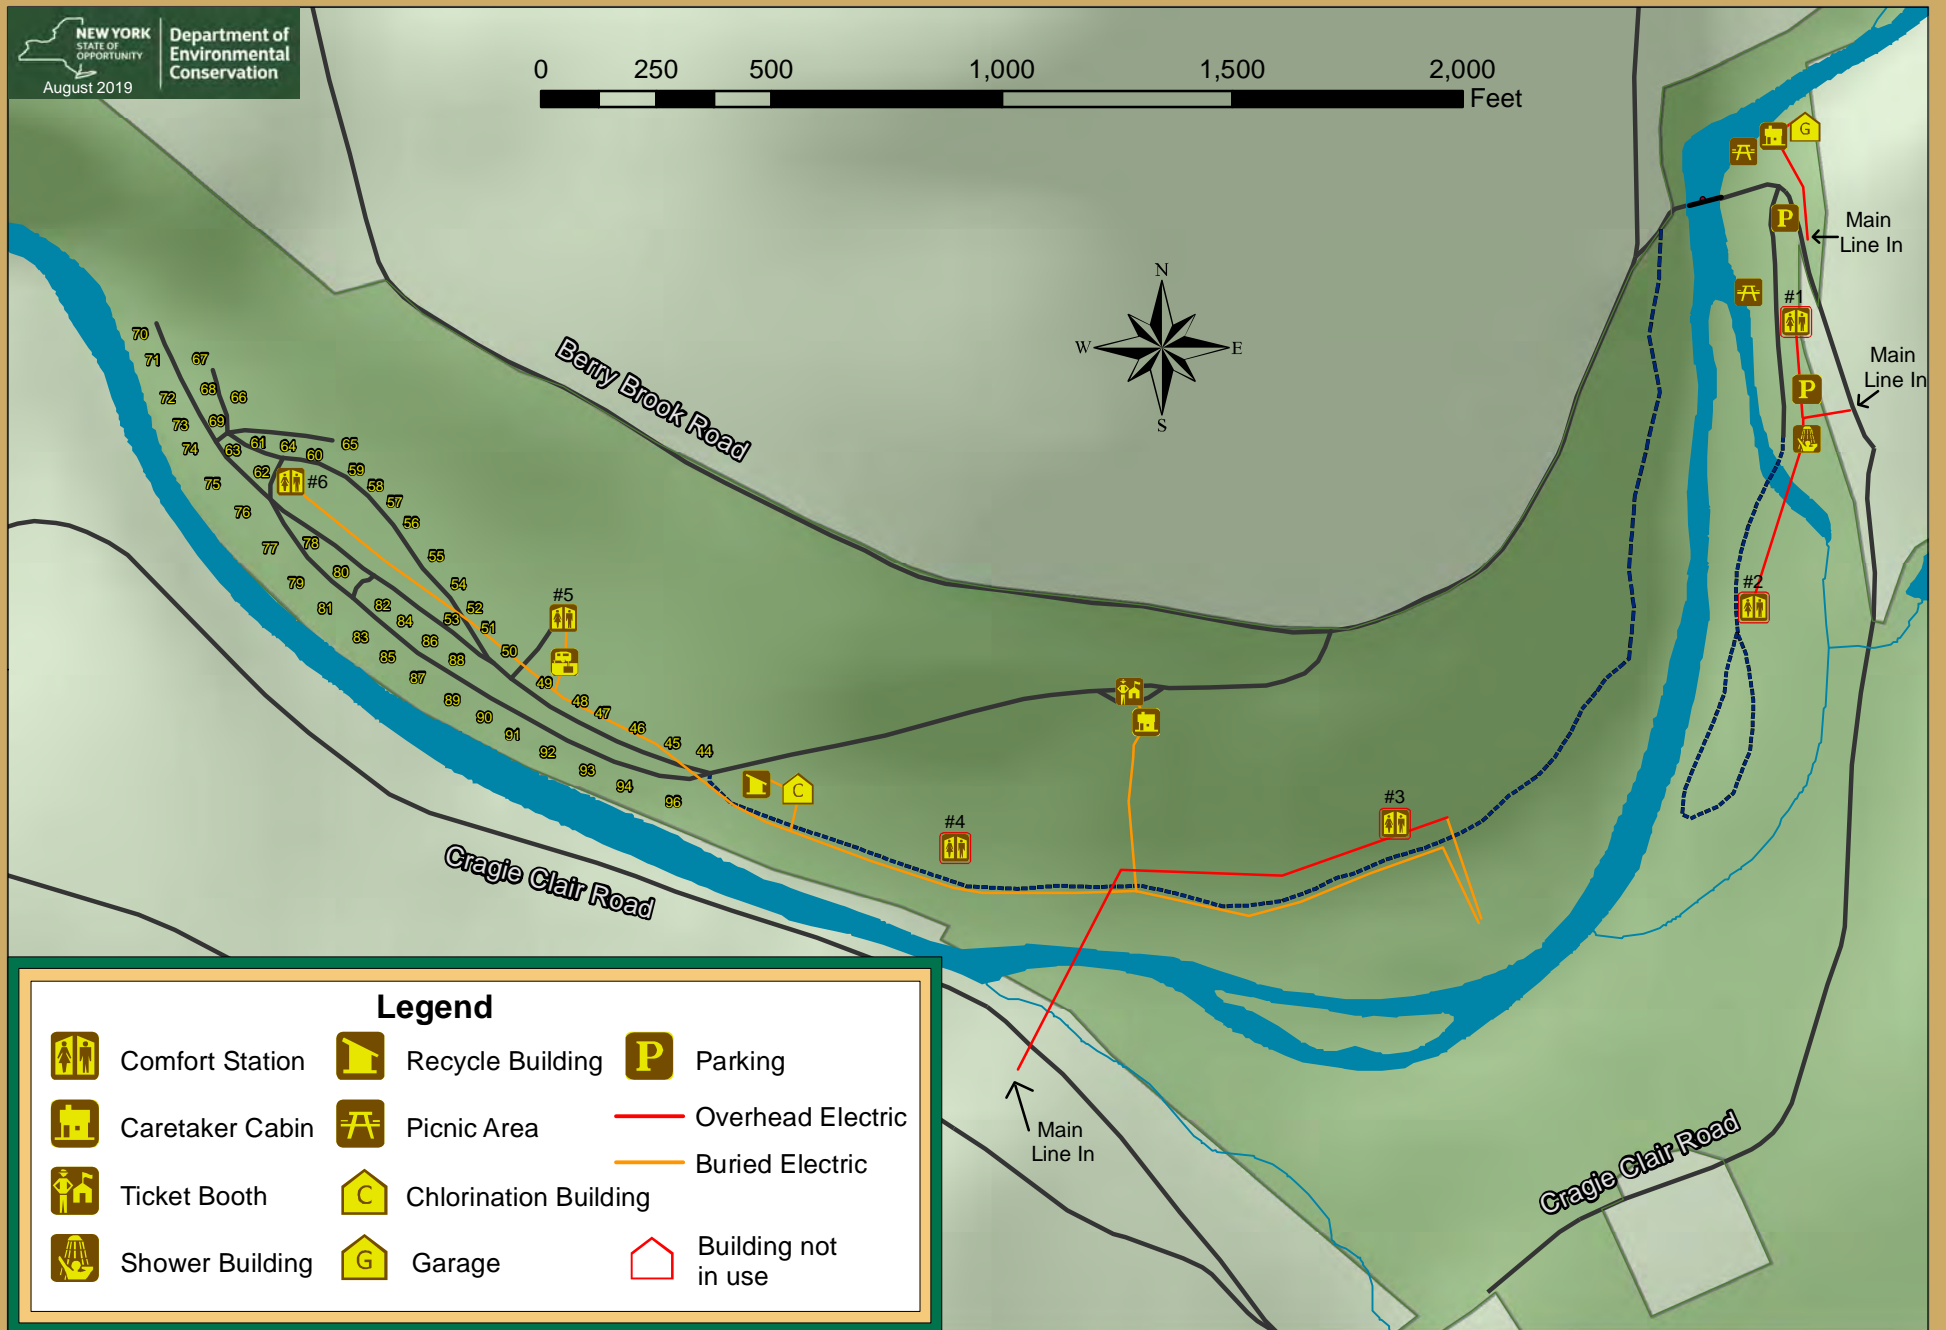 NEW YORK
STATE OF
OPPORTUNITY
Department of
Environmental
Conservation
August 2019
0 250 500 1,000 1,500 2,000
Feet
G
P
Main
Line In
#1
Main
Line In
P
#2
N
W E
S
Berry Brook Road
70
71
67
72
68
66
73
69
74
63
61
64
60
65
75
62
#6
59
58
57
76
56
77
78
55
79
80
54
81
82
53
52
#5
83
84
51
85
86
50
87
88
49
89
48
90
47
91
46
92
45
44
93
94
96
C
#4
#3
Cragie Clair Road
Main
Line In
Cragie Clair Road
Legend
Comfort Station
Recycle Building
P
Parking
Caretaker Cabin
Picnic Area
Overhead Electric
Buried Electric
Ticket Booth
C
Chlorination Building
Shower Building
G
Garage
Building not
in use